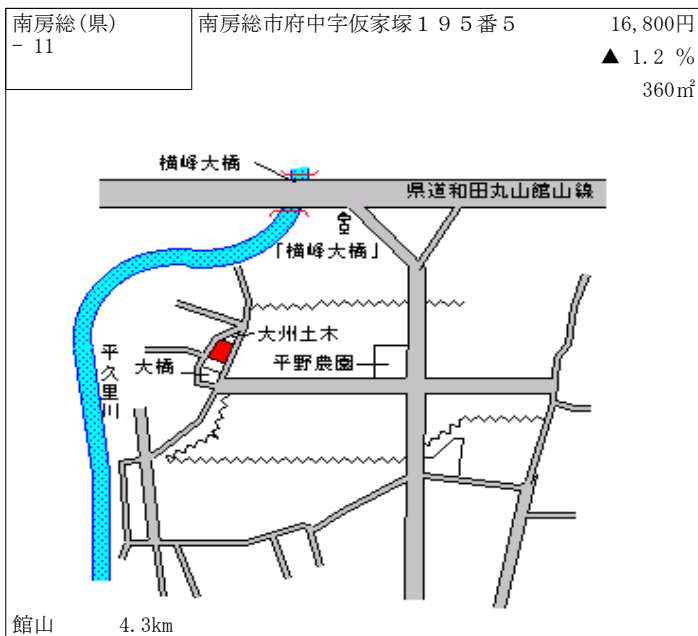 南房総(県)
- 11
南房総市府中字仮家塚１９５番５
16,800円
▲ 1.2 %
360㎡
横峰大橋
県道和田丸山館山線
「横峰大橋」
大州土木
平野農園
大橋
平久里川
館山 4.3km